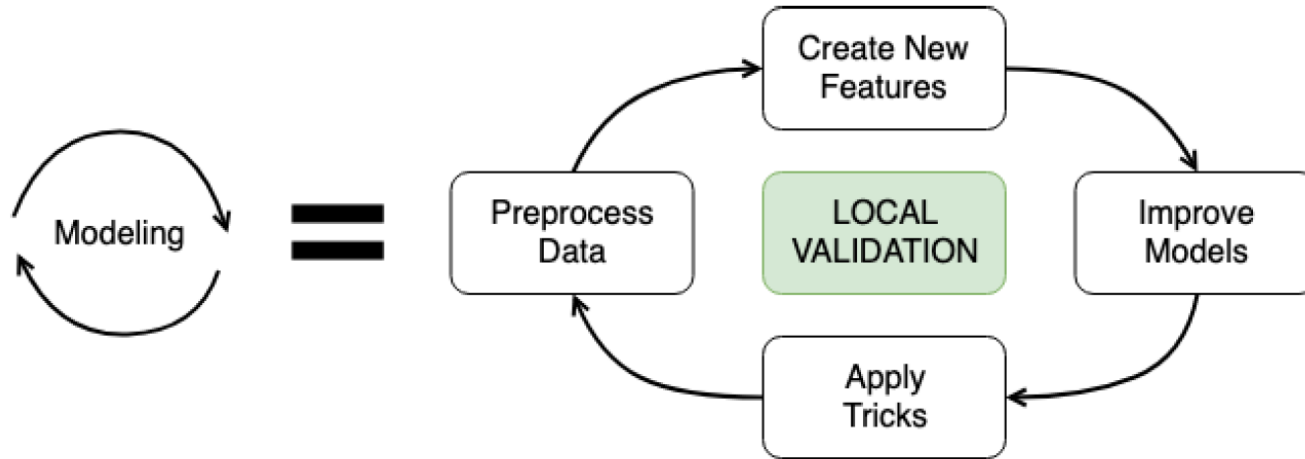 Modeling
Create New
Features
Preprocess
Data
LOCAL
VALIDATION
Improve
Models
Apply
Tricks